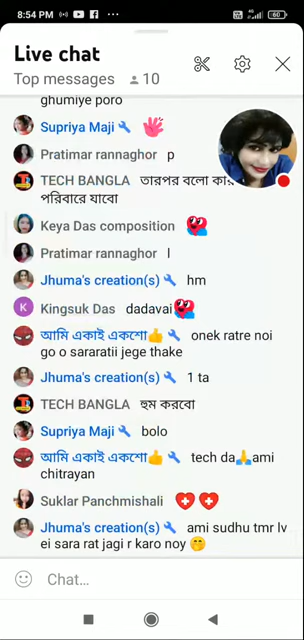 8:54 PM
60
Live chat
Top messages 10
ghumiye poro
Supriya Maji
Pratimar rannaghor p
TECH BANGLA তারপর বলো কার
পরিবারে যাবো
Keya Das composition
Pratimar rannaghor l
Jhuma's creation(s) hm
K Kingsuk Das dadavai
আমি একাই একশো👍 onek ratre noi
go o sararatii jege thake
Jhuma's creation(s) 1 ta
TECH BANGLA হুম করবো
Supriya Maji bolo
আমি একাই একশো👍 tech da🙏ami
chitrayan
Suklar Panchmishali
Jhuma's creation(s) ami sudhu tmr lv
ei sara rat jagi r karo noy 🤭
Chat...